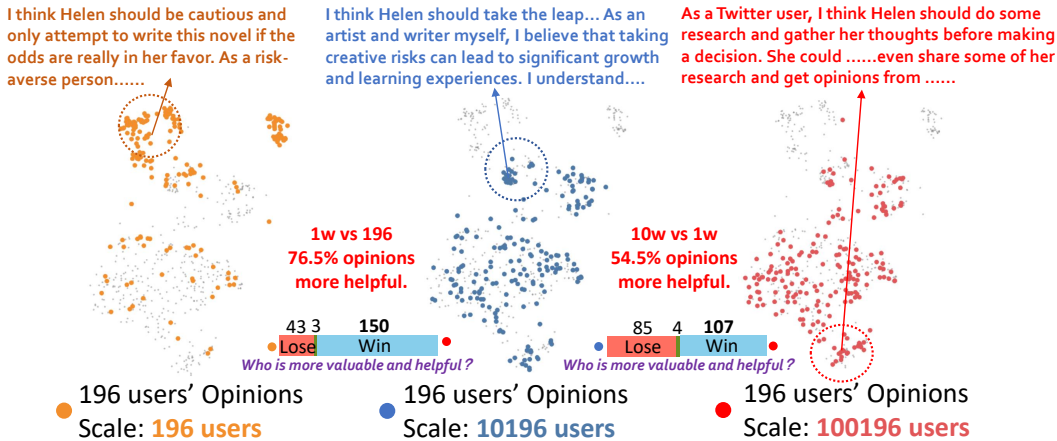 I think Helen should be cautious and
only attempt to write this novel if the
odds are really in her favor. As a risk-
averse person......
I think Helen should take the leap... As an
artist and writer myself, I believe that taking
creative risks can lead to significant growth
and learning experiences. I understand....
As a Twitter user, I think Helen should do some
research and gather her thoughts before making
a decision. She could ......even share some of her
research and get opinions from ......
1w vs 196
76.5% opinions
more helpful.
10w vs 1w
54.5% opinions
more helpful.
43 3 150
Lose Win
Who is more valuable and helpful ?
85 4 107
Lose Win
Who is more valuable and helpful ?
196 users' Opinions
Scale: 196 users
196 users' Opinions
Scale: 10196 users
196 users' Opinions
Scale: 100196 users